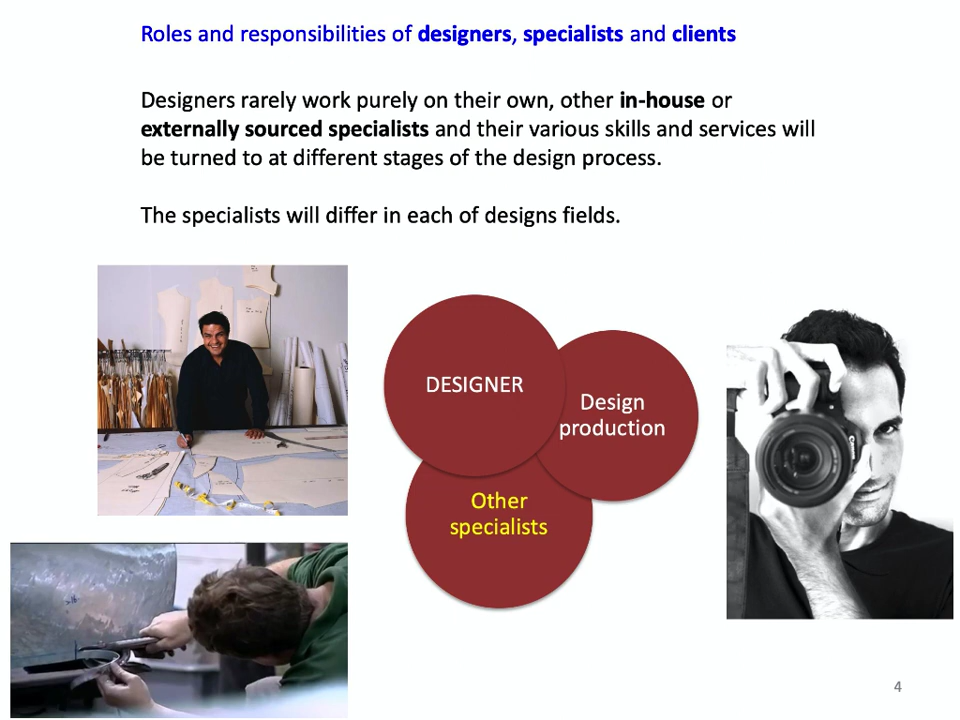 Roles and responsibilities of designers, specialists and clients
Designers rarely work purely on their own, other in-house or
externally sourced specialists and their various skills and services will
be turned to at different stages of the design process.
The specialists will differ in each of designs fields.
DESIGNER
Design
production
Other
specialists
Canon
4